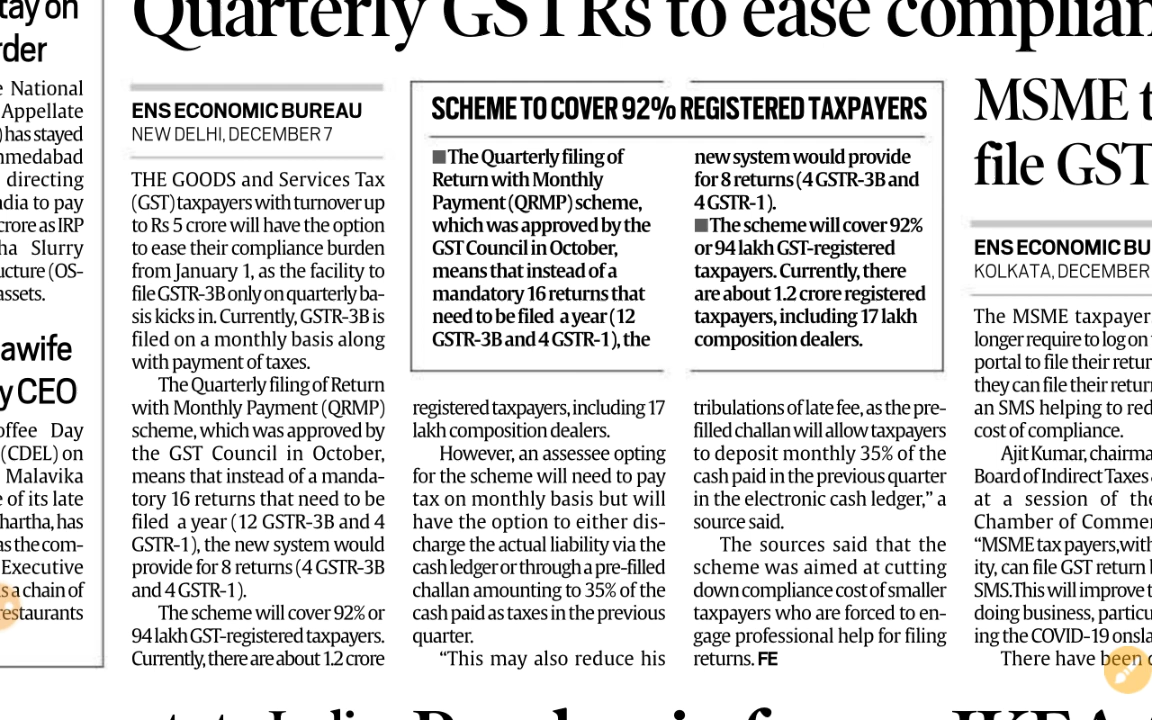 tay on
rder
e National
Appellate
) has stayed
hmedabad
directing
ndia to pay
crore as IRP
ha Slurry
ucture (OS-
assets.
awife
y CEO
offee Day
(CDEL) on
Malavika
e of its late
hartha, has
as the com-
Executive
s a chain of
restaurants
Quarterly GSTRs to ease complian
ENS ECONOMIC BUREAU
NEW DELHI, DECEMBER 7
THE GOODS and Services Tax
(GST) taxpayers with turnover up
to Rs 5 crore will have the option
to ease their compliance burden
from January 1, as the facility to
file GSTR-3B only on quarterly ba-
sis kicks in. Currently, GSTR-3B is
filed on a monthly basis along
with payment of taxes.
The Quarterly filing of Return
with Monthly Payment (QRMP)
scheme, which was approved by
the GST Council in October,
means that instead of a manda-
tory 16 returns that need to be
filed a year (12 GSTR-3B and 4
GSTR-1), the new system would
provide for 8 returns (4 GSTR-3B
and 4 GSTR-1).
The scheme will cover 92% or
94 lakh GST-registered taxpayers.
Currently, there are about 1.2 crore
SCHEME TO COVER 92% REGISTERED TAXPAYERS
■The Quarterly filing of
Return with Monthly
Payment (QRMP) scheme,
which was approved by the
GST Council in October,
means that instead of a
mandatory 16 returns that
need to be filed a year (12
GSTR-3B and 4 GSTR-1), the
new system would provide
for 8 returns (4 GSTR-3B and
4 GSTR-1).
■The scheme will cover 92%
or 94 lakh GST-registered
taxpayers. Currently, there
are about 1.2 crore registered
taxpayers, including 17 lakh
composition dealers.
registered taxpayers, including 17
lakh composition dealers.
However, an assessee opting
for the scheme will need to pay
tax on monthly basis but will
have the option to either dis-
charge the actual liability via the
cash ledger or through a pre-filled
challan amounting to 35% of the
cash paid as taxes in the previous
quarter.
“This may also reduce his
tribulations of late fee, as the pre-
filled challan will allow taxpayers
to deposit monthly 35% of the
cash paid in the previous quarter
in the electronic cash ledger,” a
source said.
The sources said that the
scheme was aimed at cutting
down compliance cost of smaller
taxpayers who are forced to en-
gage professional help for filing
returns. FE
MSME t
file GST
ENS ECONOMIC BU
KOLKATA, DECEMBER
The MSME taxpayer
longer require to log on
portal to file their retur
they can file their return
an SMS helping to red
cost of compliance.
Ajit Kumar, chairma
Board of Indirect Taxes
at a session of the
Chamber of Commer
“MSME tax payers, with
ity, can file GST return b
SMS. This will improve t
doing business, particu
ing the COVID-19 onsla
There have been